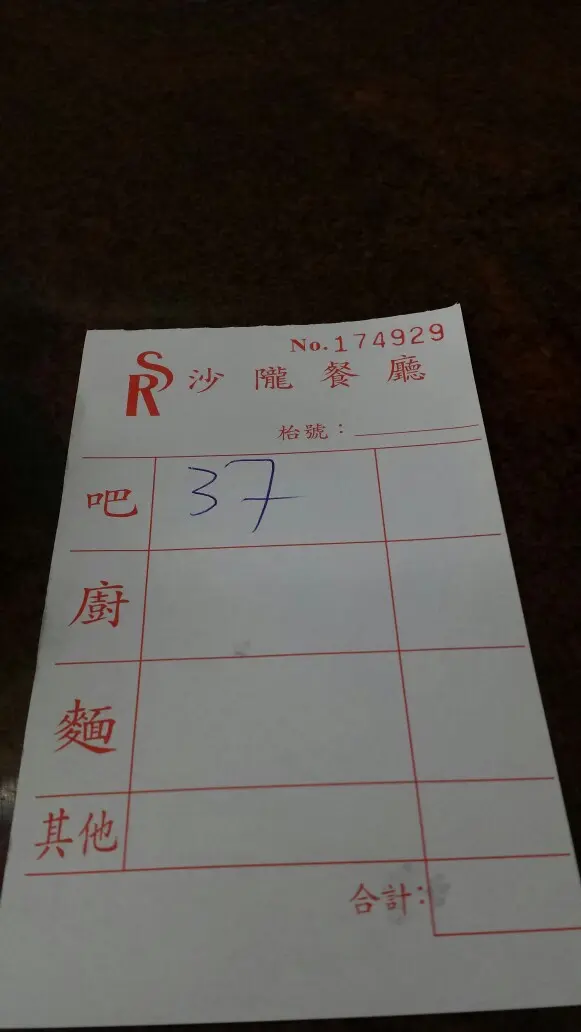 No. 174929
SR 沙隴餐廳
枱號：
吧 37
廚
麵
其他
合計：